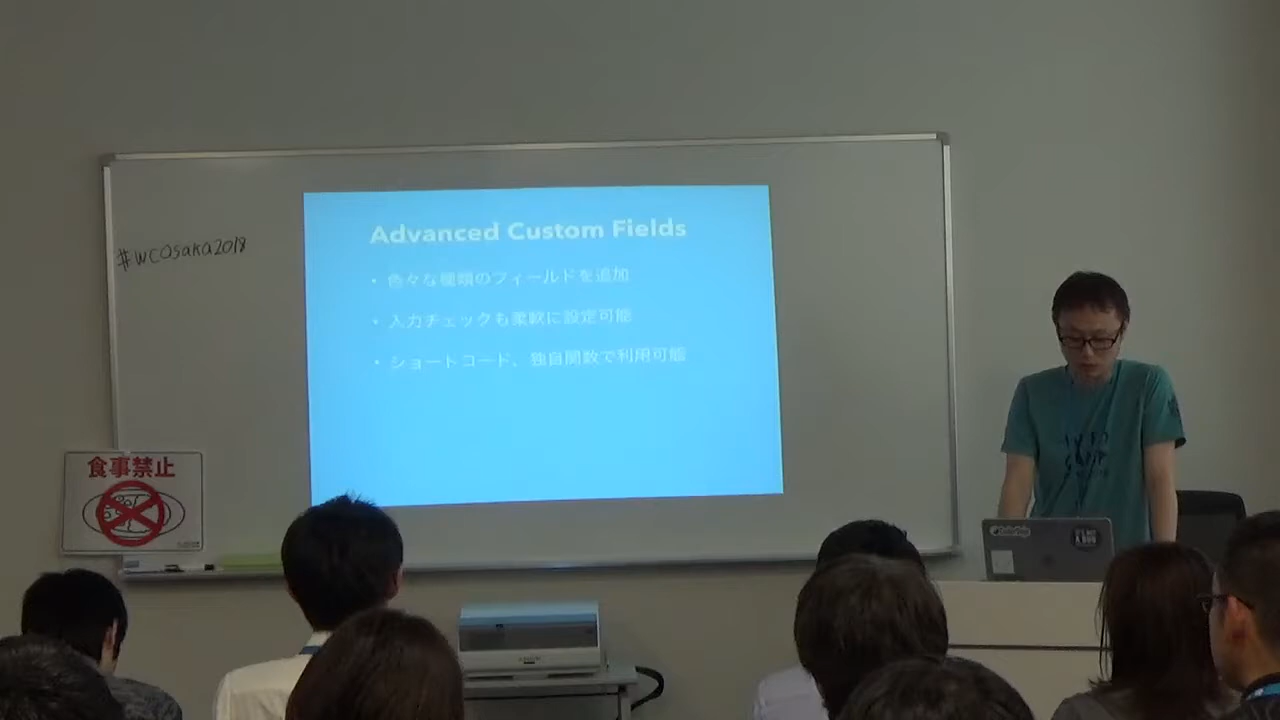 #WCOsaka2018
Advanced Custom Fields
• 色々な種類のフィールドを追加
• 入力チェックも柔軟に設定可能
• ショートコード、独自関数で利用可能
食事禁止